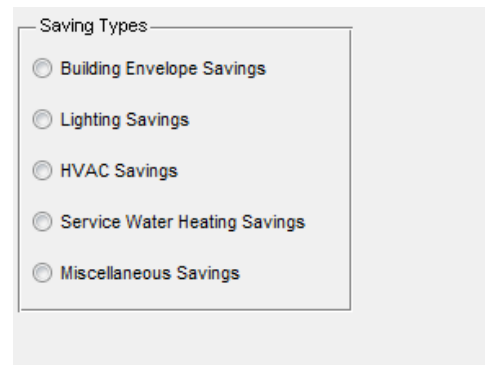 Saving Types
Building Envelope Savings
Lighting Savings
HVAC Savings
Service Water Heating Savings
Miscellaneous Savings